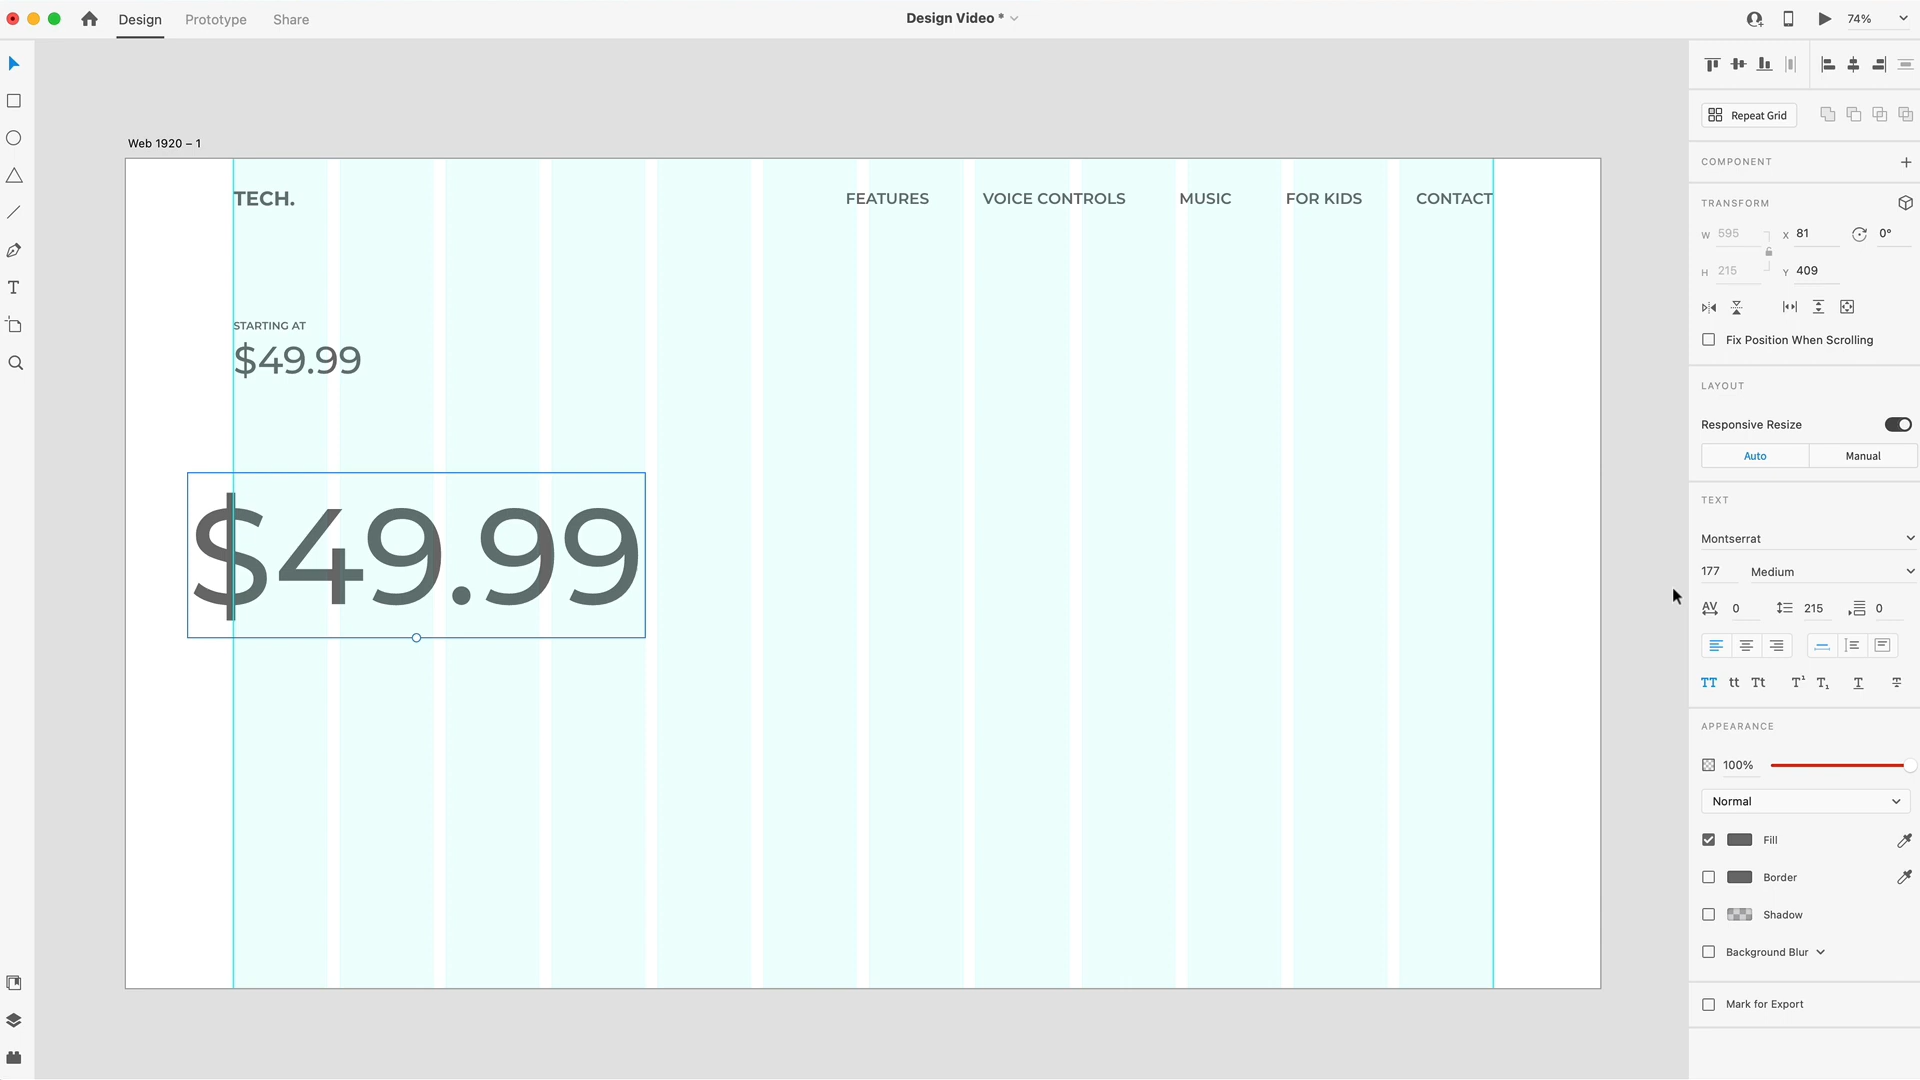 Design Prototype Share Design Video * 74%
Web 1920 – 1
TECH. FEATURES VOICE CONTROLS MUSIC FOR KIDS CONTACT
STARTING AT
$49.99
$49.99
Repeat Grid
COMPONENT
TRANSFORM
W 595 X 81 0°
H 215 Y 409
Fix Position When Scrolling
LAYOUT
Responsive Resize
Auto Manual
TEXT
Montserrat
177 Medium
AV 0 215 0
TT tt Tt T¹ T₁ T T
APPEARANCE
100%
Normal
Fill
Border
Shadow
Background Blur
Mark for Export